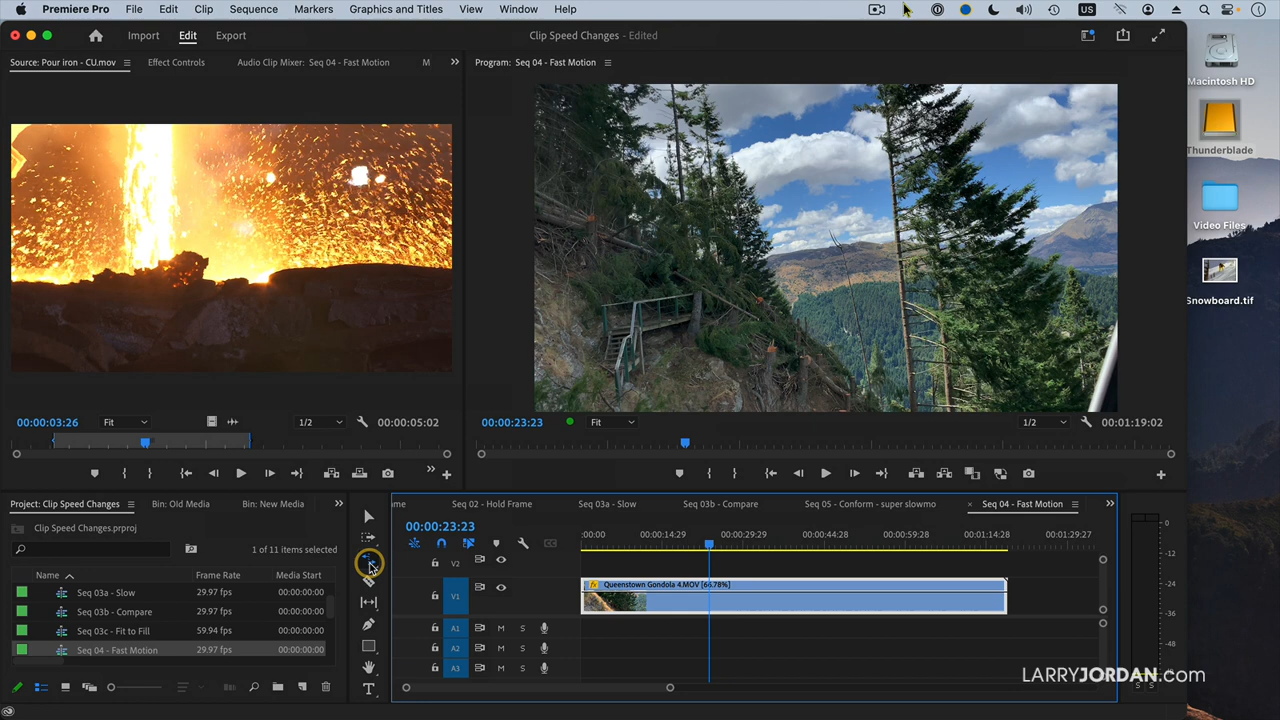 Premiere Pro File Edit Clip Sequence Markers Graphics and Titles View Window Help US
Import Edit Export Clip Speed Changes - Edited
Source: Pour iron - CU.mov Effect Controls Audio Clip Mixer: Seq 04 - Fast Motion M
Program: Seq 04 - Fast Motion
Macintosh HD
Thunderblade
Video Files
Snowboard.tif
00:00:03:26 Fit 1/2 00:00:05:02
00:00:23:23 Fit 1/2 00:01:19:02
Project: Clip Speed Changes Bin: Old Media Bin: New Media
Clip Speed Changes.prproj
1 of 11 items selected
Name Frame Rate Media Start
Seq 03a - Slow 29.97 fps 00:00:00:00
Seq 03b - Compare 29.97 fps 00:00:00:00
Seq 03c - Fit to Fill 59.94 fps 00:00:00:00
Seq 04 - Fast Motion 29.97 fps 00:00:00:00
T
ame Seq 02 - Hold Frame Seq 03a - Slow Seq 03b - Compare Seq 05 - Conform - super slowmo Seq 04 - Fast Motion
00:00:23:23
:00:00 00:00:14:29 00:00:29:29 00:00:44:28 00:00:59:28 00:01:14:28 00:01:29:27
V2
V1 Queenstown Gondola 4.MOV
A1 M S
A2 M S
A3 M S
0
-12
-24
-36
-48
S S
LARRYJORDAN.com